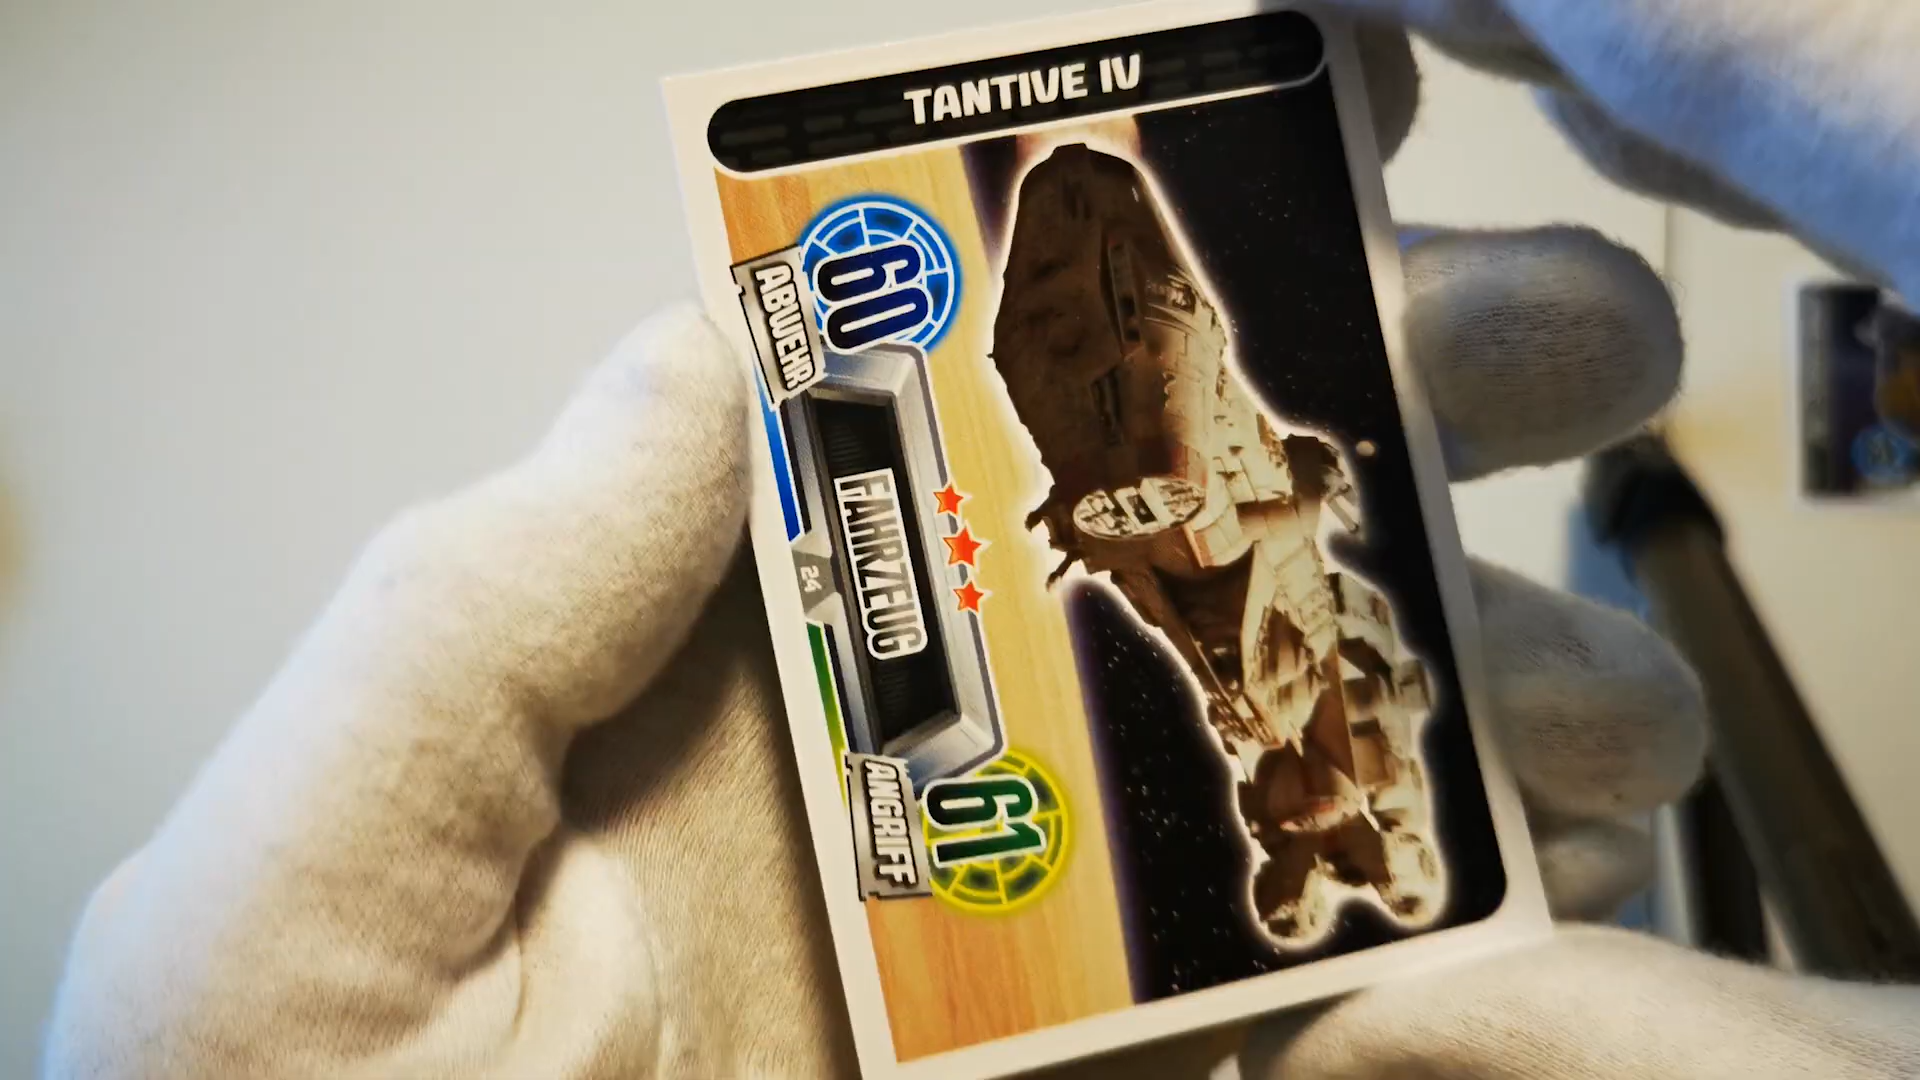 TANTIVE IV
60
ABWEHR
FAHRZEUG
24
61
ANGRIFF